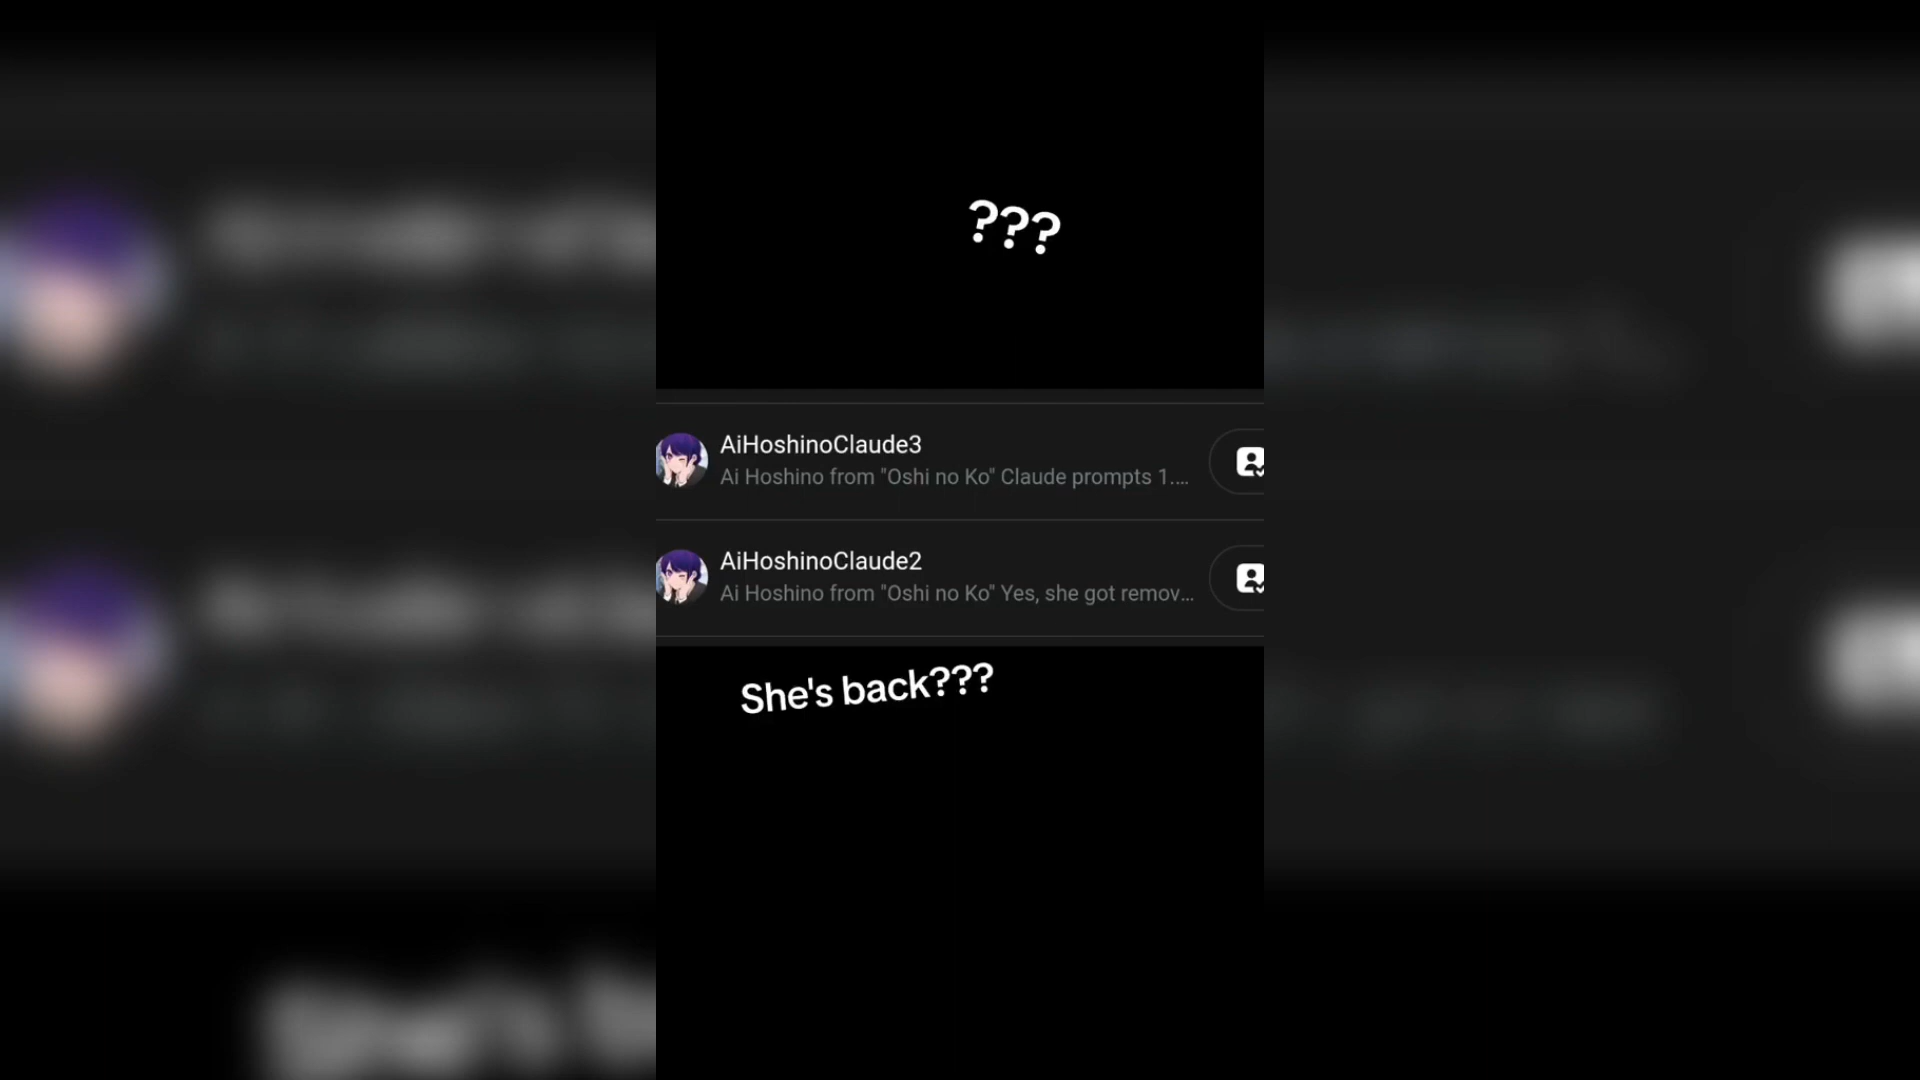 ???
AiHoshinoClaude3
Ai Hoshino from "Oshi no Ko" Claude prompts 1....
AiHoshinoClaude2
Ai Hoshino from "Oshi no Ko" Yes, she got remov...
She's back???